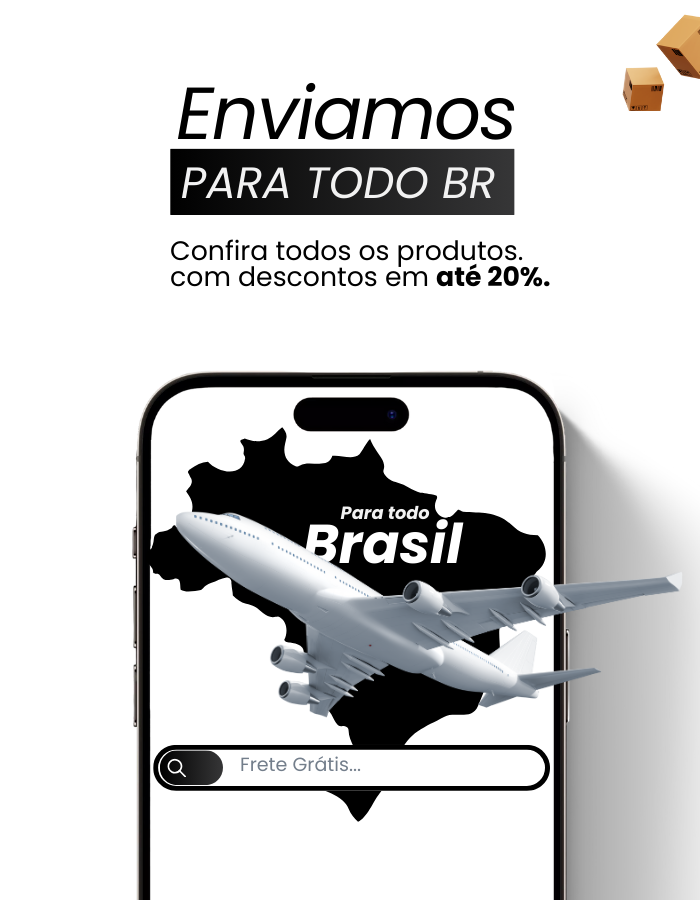 Enviamos
PARA TODO BR
Confira todos os produtos.
com descontos em até 20%.
Para todo
Brasil
Frete Grátis...